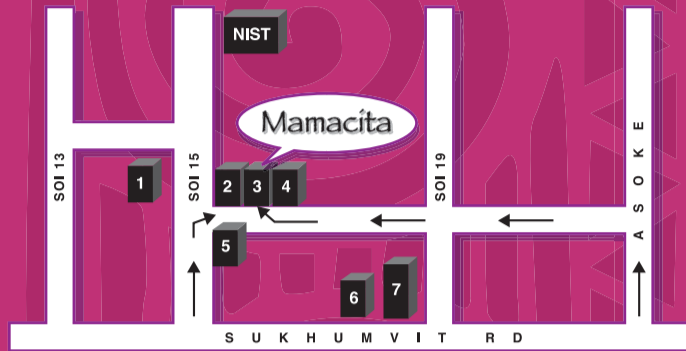 NIST
Mamacita
SOI 13
SOI 15
SOI 19
ASOKE
1
2
3
4
5
6
7
SUKHUMVIT RD